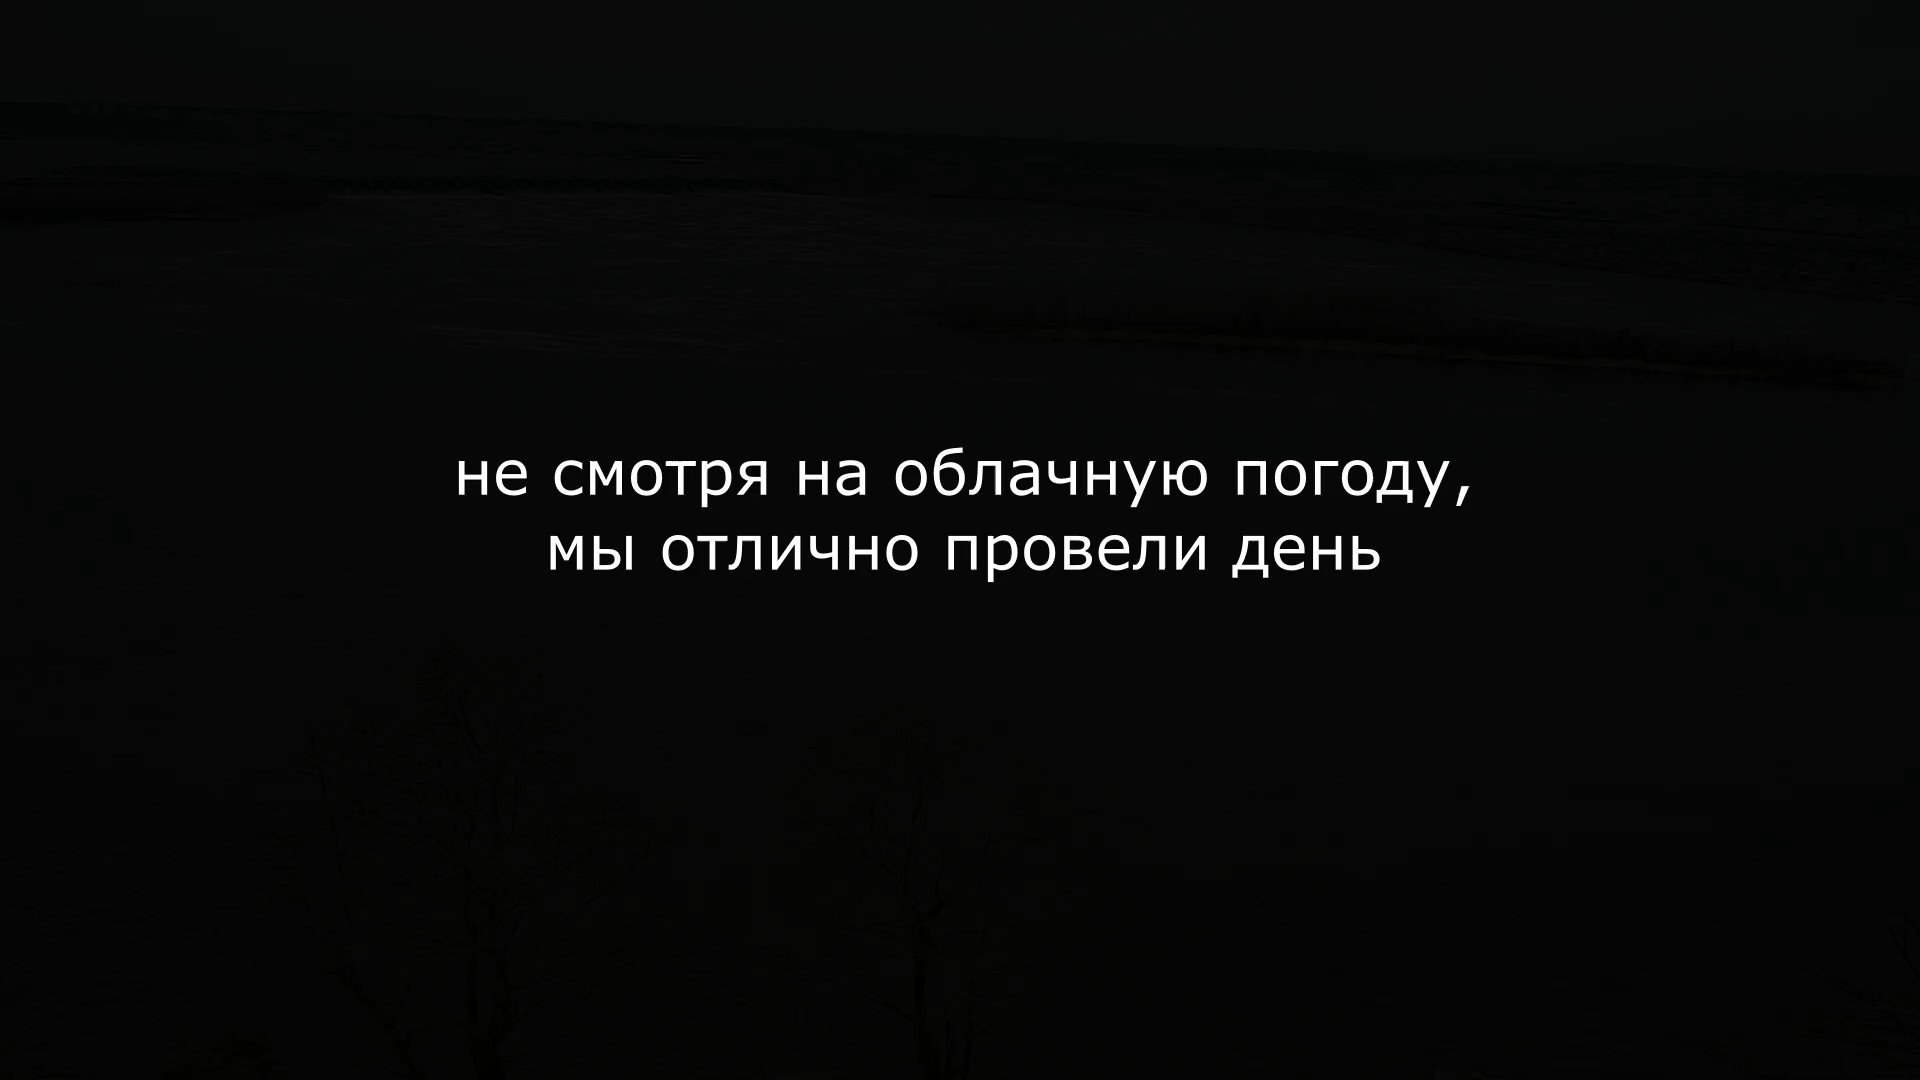 не смотря на облачную погоду,
мы отлично провели день